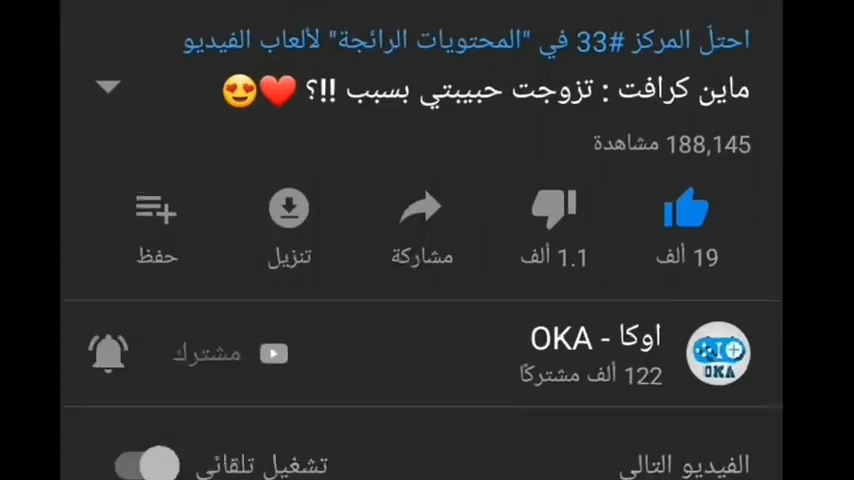 احتلّ المركز #33 في "المحتويات الرائجة" لألعاب الفيديو
ماين كرافت : تزوجت حبيبتي بسبب !!؟ ❤️😍
188,145 مشاهدة
19 ألف
1.1 ألف
مشاركة
تنزيل
حفظ
اوكا - OKA
122 ألف مشتركًا
مشترك
OKA
الفيديو التالي
تشغيل تلقائي